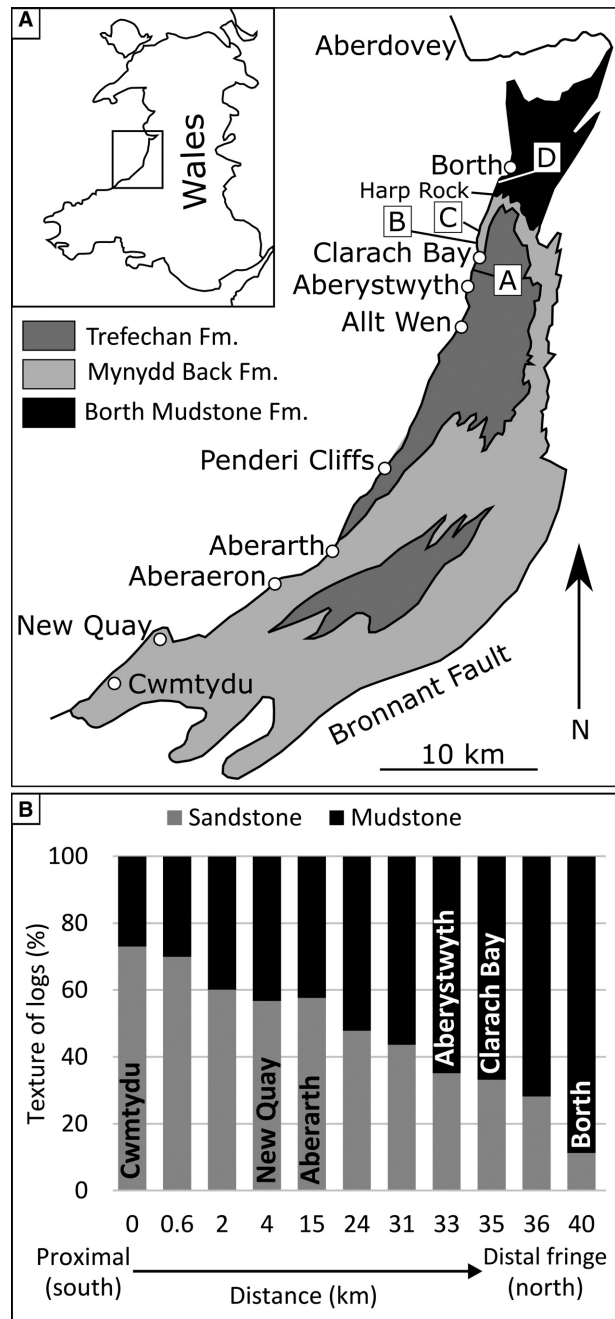 A
Wales
Aberdovey
Borth
D
Harp Rock
B
C
Clarach Bay
Aberystwyth
A
Allt Wen
Trefechan Fm.
Mynydd Back Fm.
Borth Mudstone Fm.
Penderi Cliffs
Aberarth
Aberaeron
New Quay
Cwmtydu
Bronnant Fault
10 km
N
B
Sandstone
Mudstone
Texture of logs (%)
100
80
60
40
20
0
Cwmtydu
New Quay
Aberarth
Aberystwyth
Clarach Bay
Borth
0 0.6 2 4 15 24 31 33 35 36 40
Proximal
(south)
Distance (km)
Distal fringe
(north)